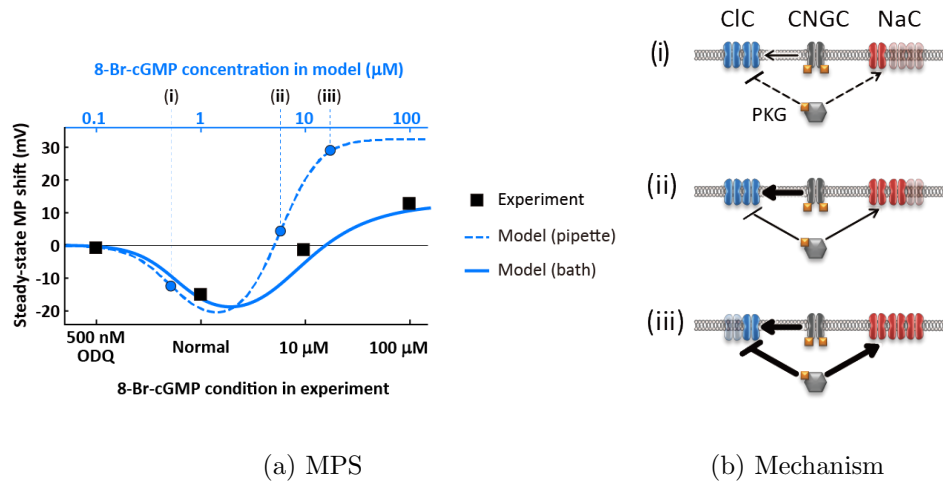 8-Br-cGMP concentration in model (μM)
(i) (ii) (iii)
0.1 1 10 100
Steady-state MP shift (mV)
30
20
10
0
-10
-20
500 nM
ODQ
Normal 10 μM 100 μM
8-Br-cGMP condition in experiment
Experiment
Model (pipette)
Model (bath)
(a) MPS
ClC CNGC NaC
(i)
PKG
(ii)
(iii)
(b) Mechanism